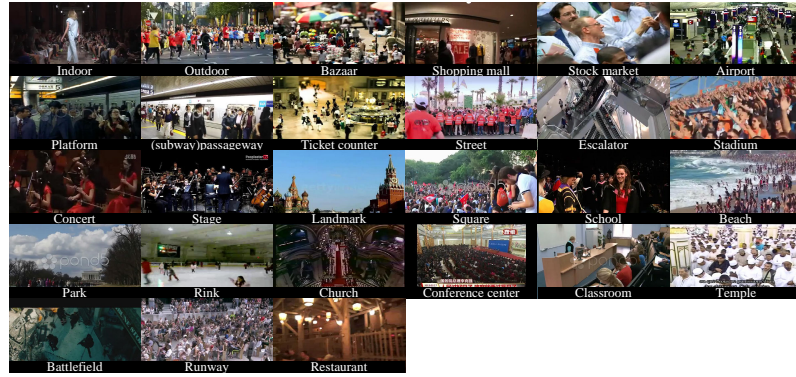 Indoor
Outdoor
Bazaar
Shopping mall
Stock market
Airport
SALE
Platform
(subway)passageway
Ticket counter
Street
Escalator
Stadium
Concert
Stage
Landmark
Square
School
Beach
Park
Rink
Church
Conference center
Classroom
Temple
Battlefield
Runway
Restaurant